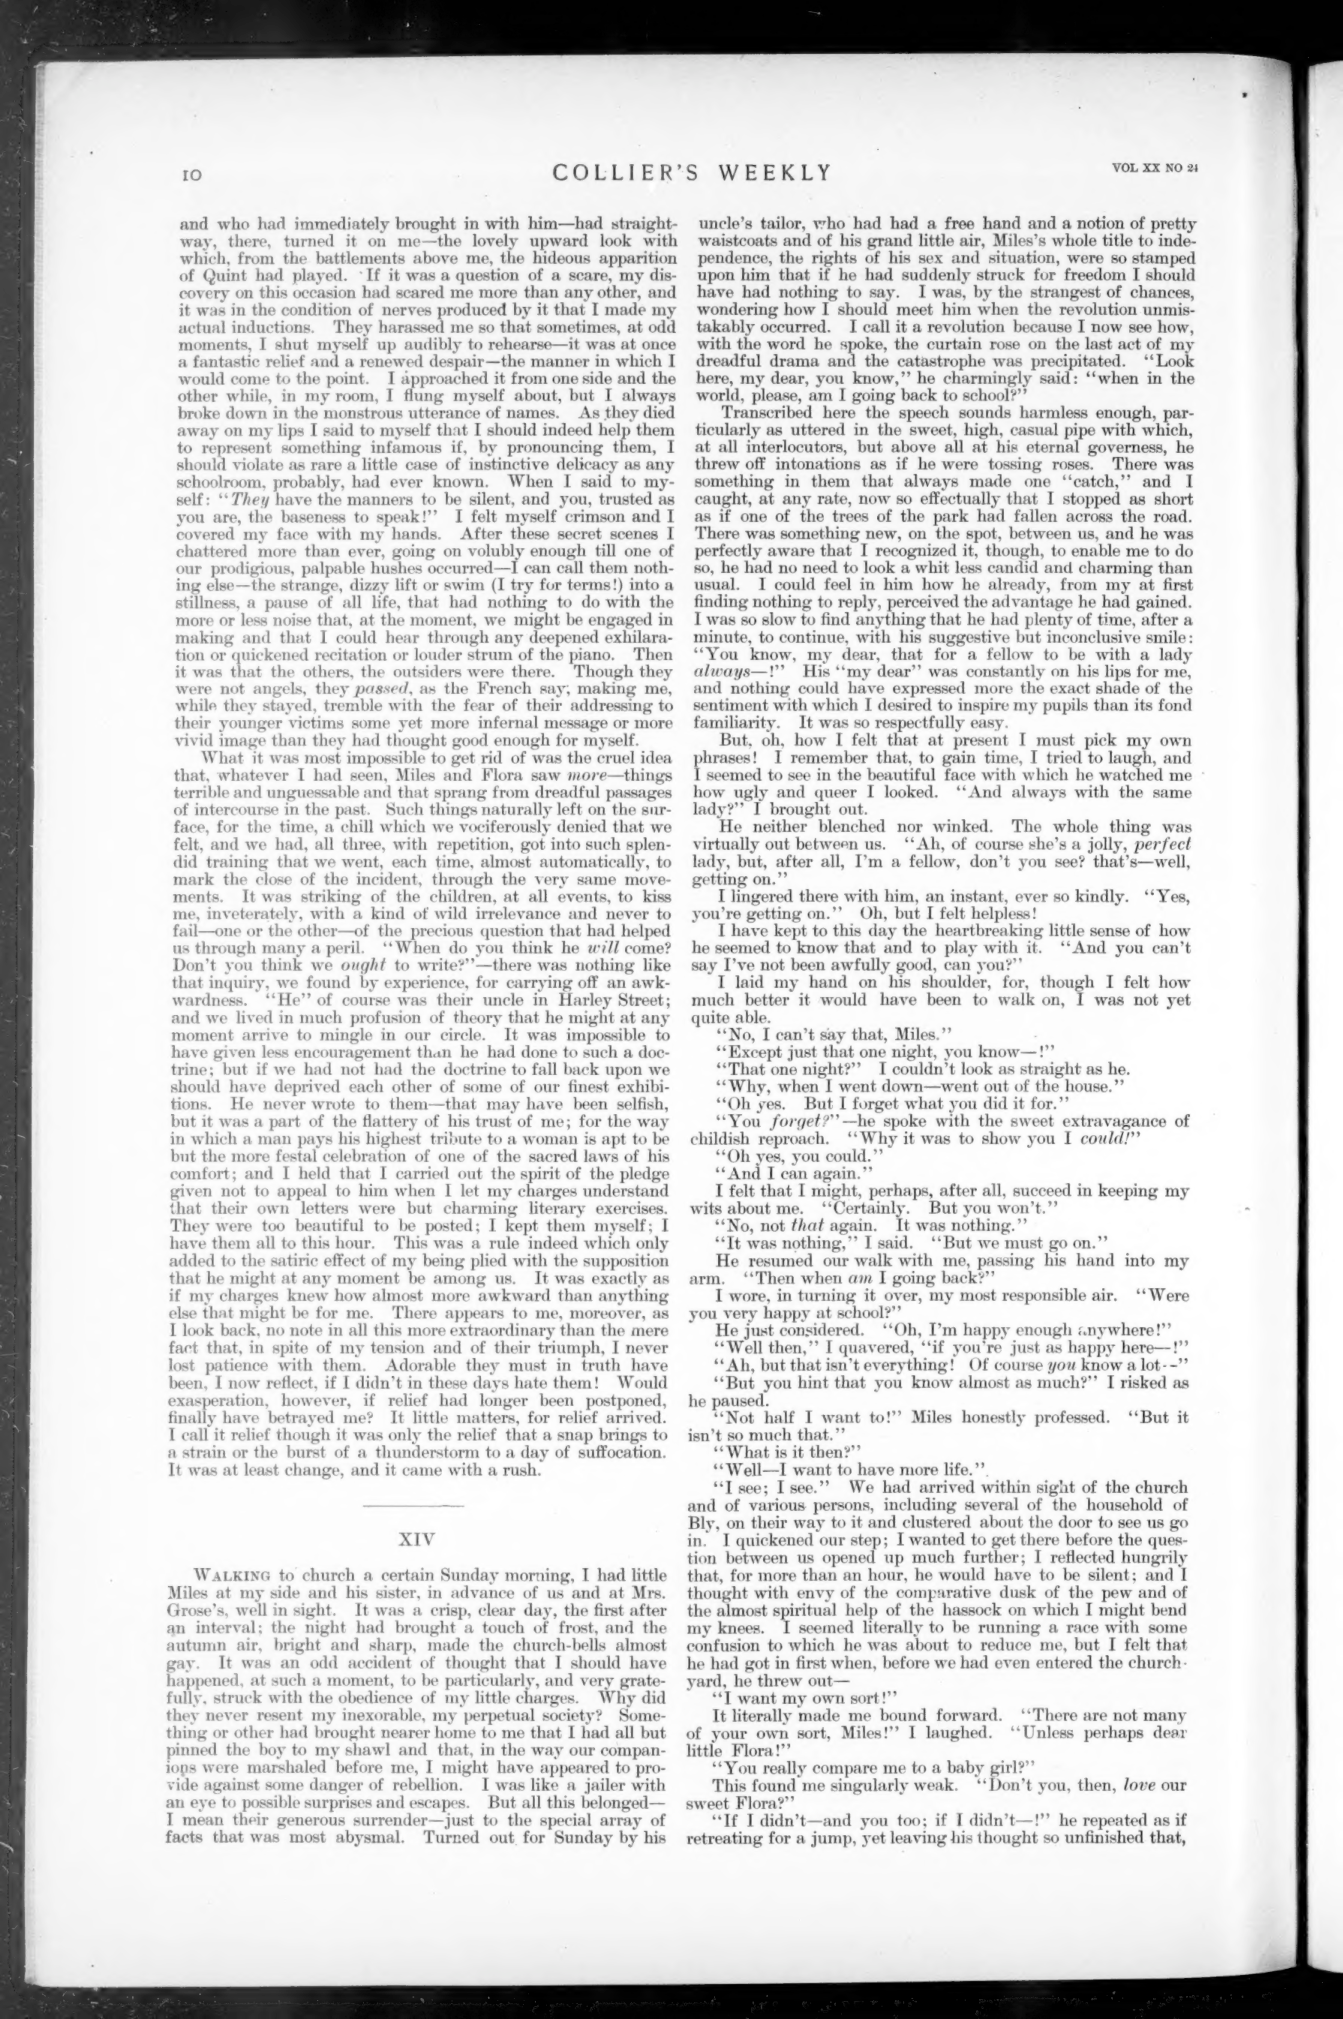 10
COLLIER'S WEEKLY
VOL XX NO 24
and who had immediately brought in with him—had straight-
way, there, turned it on me—the lovely upward look with
which, from the battlements above me, the hideous apparition
of Quint had played. If it was a question of a scare, my dis-
covery on this occasion had scared me more than any other, and
it was in the condition of nerves produced by it that I made my
actual inductions. They harassed me so that sometimes, at odd
moments, I shut myself up audibly to rehearse—it was at once
a fantastic relief and a renewed despair—the manner in which I
would come to the point. I approached it from one side and the
other while, in my room, I flung myself about, but I always
broke down in the monstrous utterance of names. As they died
away on my lips I said to myself that I should indeed help them
to represent something infamous if, by pronouncing them, I
should violate as rare a little case of instinctive delicacy as any
schoolroom, probably, had ever known. When I said to my-
self: "They have the manners to be silent, and you, trusted as
you are, the baseness to speak!" I felt myself crimson and I
covered my face with my hands. After these secret scenes I
chattered more than ever, going on volubly enough till one of
our prodigious, palpable hushes occurred—I can call them noth-
ing else—the strange, dizzy lift or swim (I try for terms!) into a
stillness, a pause of all life, that had nothing to do with the
more or less noise that, at the moment, we might be engaged in
making and that I could hear through any deepened exhilara-
tion or quickened recitation or louder strum of the piano. Then
it was that the others, the outsiders were there. Though they
were not angels, they passed, as the French say, making me,
while they stayed, tremble with the fear of their addressing to
their younger victims some yet more infernal message or more
vivid image than they had thought good enough for myself.
What it was most impossible to get rid of was the cruel idea
that, whatever I had seen, Miles and Flora saw more—things
terrible and unguessable and that sprang from dreadful passages
of intercourse in the past. Such things naturally left on the sur-
face, for the time, a chill which we vociferously denied that we
felt, and we had, all three, with repetition, got into such splen-
did training that we went, each time, almost automatically, to
mark the close of the incident, through the very same move-
ments. It was striking of the children, at all events, to kiss
me, inveterately, with a kind of wild irrelevance and never to
fail—one or the other—of the precious question that had helped
us through many a peril. "When do you think he will come?
Don't you think we ought to write?"—there was nothing like
that inquiry, we found by experience, for carrying off an awk-
wardness. "He" of course was their uncle in Harley Street;
and we lived in much profusion of theory that he might at any
moment arrive to mingle in our circle. It was impossible to
have given less encouragement than he had done to such a doc-
trine; but if we had not had the doctrine to fall back upon we
should have deprived each other of some of our finest exhibi-
tions. He never wrote to them—that may have been selfish,
but it was a part of the flattery of his trust of me; for the way
in which a man pays his highest tribute to a woman is apt to be
but the more festal celebration of one of the sacred laws of his
comfort; and I held that I carried out the spirit of the pledge
given not to appeal to him when I let my charges understand
that their own letters were but charming literary exercises.
They were too beautiful to be posted; I kept them myself; I
have them all to this hour. This was a rule indeed which only
added to the satiric effect of my being plied with the supposition
that he might at any moment be among us. It was exactly as
if my charges knew how almost more awkward than anything
else that might be for me. There appears to me, moreover, as
I look back, no note in all this more extraordinary than the mere
fact that, in spite of my tension and of their triumph, I never
lost patience with them. Adorable they must in truth have
been, I now reflect, if I didn't in these days hate them! Would
exasperation, however, if relief had longer been postponed,
finally have betrayed me? It little matters, for relief arrived.
I call it relief though it was only the relief that a snap brings to
a strain or the burst of a thunderstorm to a day of suffocation.
It was at least change, and it came with a rush.
XIV
WALKING to church a certain Sunday morning, I had little
Miles at my side and his sister, in advance of us and at Mrs.
Grose's, well in sight. It was a crisp, clear day, the first after
an interval; the night had brought a touch of frost, and the
autumn air, bright and sharp, made the church-bells almost
gay. It was an odd accident of thought that I should have
happened, at such a moment, to be particularly, and very grate-
fully, struck with the obedience of my little charges. Why did
they never resent my inexorable, my perpetual society? Some-
thing or other had brought nearer home to me that I had all but
pinned the boy to my shawl and that, in the way our compan-
ions were marshaled before me, I might have appeared to pro-
vide against some danger of rebellion. I was like a jailer with
an eye to possible surprises and escapes. But all this belonged—
I mean their generous surrender—just to the special array of
facts that was most abysmal. Turned out for Sunday by his
uncle's tailor, who had had a free hand and a notion of pretty
waistcoats and of his grand little air, Miles's whole title to inde-
pendence, the rights of his sex and situation, were so stamped
upon him that if he had suddenly struck for freedom I should
have had nothing to say. I was, by the strangest of chances,
wondering how I should meet him when the revolution unmis-
takably occurred. I call it a revolution because I now see how,
with the word he spoke, the curtain rose on the last act of my
dreadful drama and the catastrophe was precipitated. "Look
here, my dear, you know," he charmingly said: "when in the
world, please, am I going back to school?"
Transcribed here the speech sounds harmless enough, par-
ticularly as uttered in the sweet, high, casual pipe with which,
at all interlocutors, but above all at his eternal governess, he
threw off intonations as if he were tossing roses. There was
something in them that always made one "catch," and I
caught, at any rate, now so effectually that I stopped as short
as if one of the trees of the park had fallen across the road.
There was something new, on the spot, between us, and he was
perfectly aware that I recognized it, though, to enable me to do
so, he had no need to look a whit less candid and charming than
usual. I could feel in him how he already, from my at first
finding nothing to reply, perceived the advantage he had gained.
I was so slow to find anything that he had plenty of time, after a
minute, to continue, with his suggestive but inconclusive smile:
"You know, my dear, that for a fellow to be with a lady
always—!" His "my dear" was constantly on his lips for me,
and nothing could have expressed more the exact shade of the
sentiment with which I desired to inspire my pupils than its fond
familiarity. It was so respectfully easy.
But, oh, how I felt that at present I must pick my own
phrases! I remember that, to gain time, I tried to laugh, and
I seemed to see in the beautiful face with which he watched me
how ugly and queer I looked. "And always with the same
lady?" I brought out.
He neither blenched nor winked. The whole thing was
virtually out between us. "Ah, of course she's a jolly, perfect
lady, but, after all, I'm a fellow, don't you see? that's—well,
getting on."
I lingered there with him, an instant, ever so kindly. "Yes,
you're getting on." Oh, but I felt helpless!
I have kept to this day the heartbreaking little sense of how
he seemed to know that and to play with it. "And you can't
say I've not been awfully good, can you?"
I laid my hand on his shoulder, for, though I felt how
much better it would have been to walk on, I was not yet
quite able.
"No, I can't say that, Miles."
"Except just that one night, you know—!"
"That one night?" I couldn't look as straight as he.
"Why, when I went down—went out of the house."
"Oh yes. But I forget what you did it for."
"You forget?"—he spoke with the sweet extravagance of
childish reproach. "Why it was to show you I could!"
"Oh yes, you could."
"And I can again."
I felt that I might, perhaps, after all, succeed in keeping my
wits about me. "Certainly. But you won't."
"No, not that again. It was nothing."
"It was nothing," I said. "But we must go on."
He resumed our walk with me, passing his hand into my
arm. "Then when am I going back?"
I wore, in turning it over, my most responsible air. "Were
you very happy at school?"
He just considered. "Oh, I'm happy enough anywhere!"
"Well then," I quavered, "if you're just as happy here—!"
"Ah, but that isn't everything! Of course you know a lot--"
"But you hint that you know almost as much?" I risked as
he paused.
"Not half I want to!" Miles honestly professed. "But it
isn't so much that."
"What is it then?"
"Well—I want to have more life."
"I see; I see." We had arrived within sight of the church
and of various persons, including several of the household of
Bly, on their way to it and clustered about the door to see us go
in. I quickened our step; I wanted to get there before the ques-
tion between us opened up much further; I reflected hungrily
that, for more than an hour, he would have to be silent; and I
thought with envy of the comparative dusk of the pew and of
the almost spiritual help of the hassock on which I might bend
my knees. I seemed literally to be running a race with some
confusion to which he was about to reduce me, but I felt that
he had got in first when, before we had even entered the church-
yard, he threw out—
"I want my own sort!"
It literally made me bound forward. "There are not many
of your own sort, Miles!" I laughed. "Unless perhaps dear
little Flora!"
"You really compare me to a baby girl?"
This found me singularly weak. "Don't you, then, love our
sweet Flora?"
"If I didn't—and you too; if I didn't—!" he repeated as if
retreating for a jump, yet leaving his thought so unfinished that,